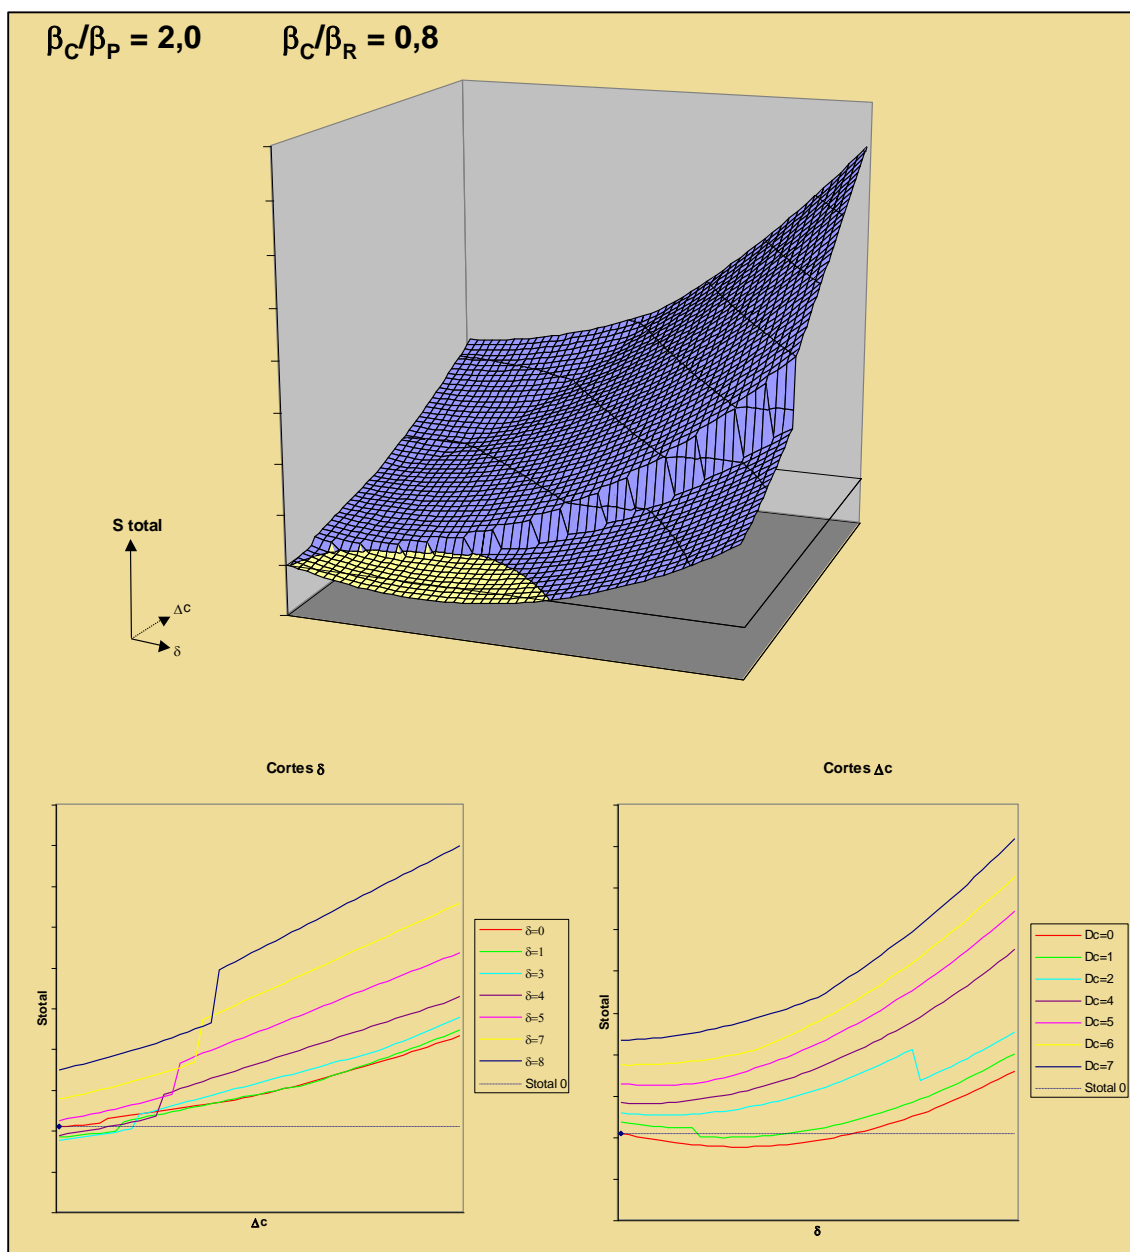 βC/βP = 2,0 βC/βR = 0,8
S total
Δc
δ
Cortes δ
Cortes Δc
Stotal
δ=0
δ=1
δ=3
δ=4
δ=5
δ=7
δ=8
Stotal 0
Δc
Stotal
Dc=0
Dc=1
Dc=2
Dc=4
Dc=5
Dc=6
Dc=7
Stotal 0
δ